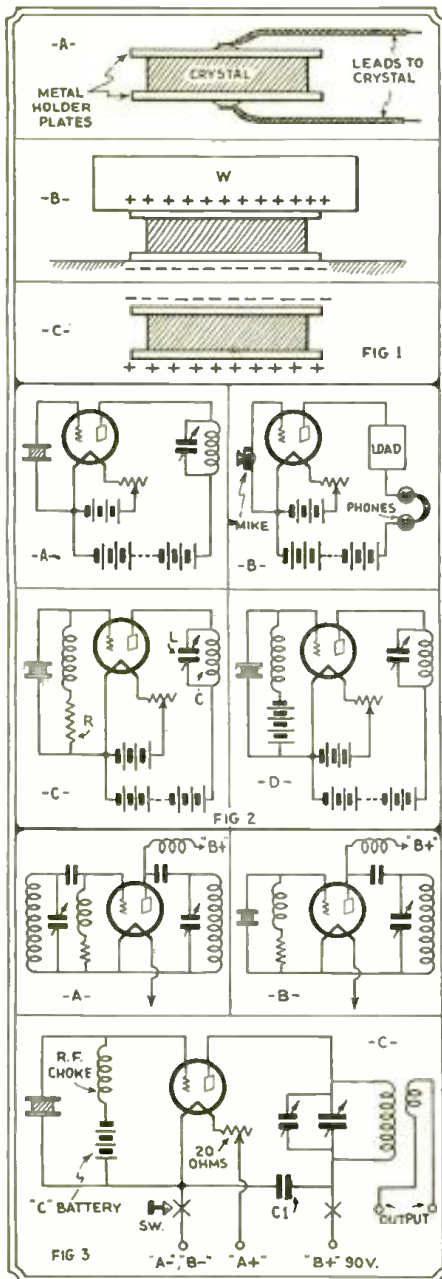 -A-
CRYSTAL
METAL
HOLDER
PLATES
LEADS TO
CRYSTAL
W
+ + + + + + + + + + + +
-B-
-C-
FIG 1
+ + + + + + + + +
-A-
MIKE
-B-
LOAD
PHONES
R
-C-
L
C
-D-
FIG 2
"B+"
-A-
"B+"
-B-
-C-
R.F.
CHOKE
20
OHMS
"C" BATTERY
SW.
C1
OUTPUT
FIG 3
"A-","B-"
"A+"
"B+" 90V.